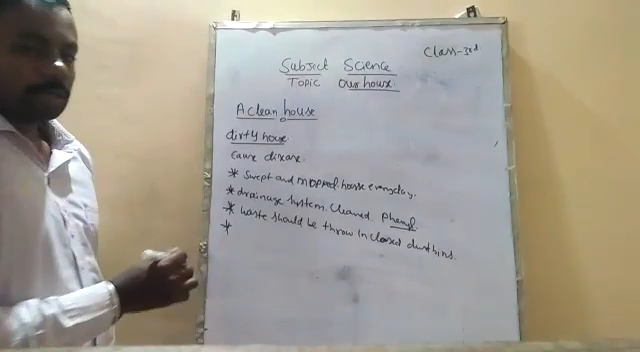 Class-3rd
Subject Science
Topic Our house.
A clean house
dirty house
cause disease.
* Swept and mopped house everyday.
* drainage system. Cleaned. Phenyl
* waste should be throw in closed dustbins.
*